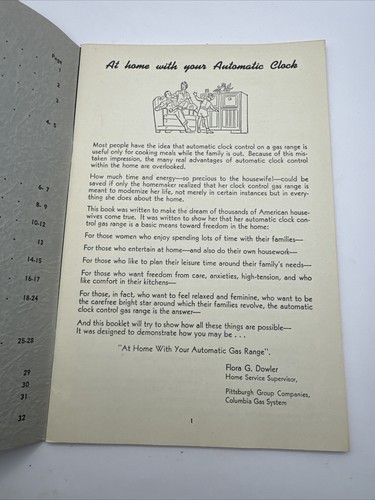 Page
1
2
3
4-5
6-7
8-9
10-12
13
14-15
16-17
18-24
25-28
29
30
31
32
At home with your Automatic Clock
Most people have the idea that automatic clock control on a gas range is
useful only for cooking meals while the family is out. Because of this mis-
taken impression, the many real advantages of automatic clock control
within the home are overlooked.
How much time and energy—so precious to the housewife!—could be
saved if only the homemaker realized that her clock control gas range is
meant to modernize her life, not merely in certain instances but in every-
thing she does about the home.
This book was written to make the dream of thousands of American house-
wives come true. It was written to show her that her automatic clock con-
trol gas range is a basic means toward freedom in the home:
For those women who enjoy spending lots of time with their families—
For those who entertain at home—and also do their own housework—
For those who like to plan their leisure time around their family's needs—
For those who want freedom from care, anxieties, high-tension, and who
like comfort in their kitchens—
For those, in fact, who want to feel relaxed and feminine, who want to be
the carefree bright star around which their families revolve, the automatic
clock control gas range is the answer—
And this booklet will try to show how all these things are possible—
It was designed to demonstrate how you may be . . .
"At Home With Your Automatic Gas Range".
Flora G. Dowler
Home Service Supervisor,
Pittsburgh Group Companies,
Columbia Gas System
1